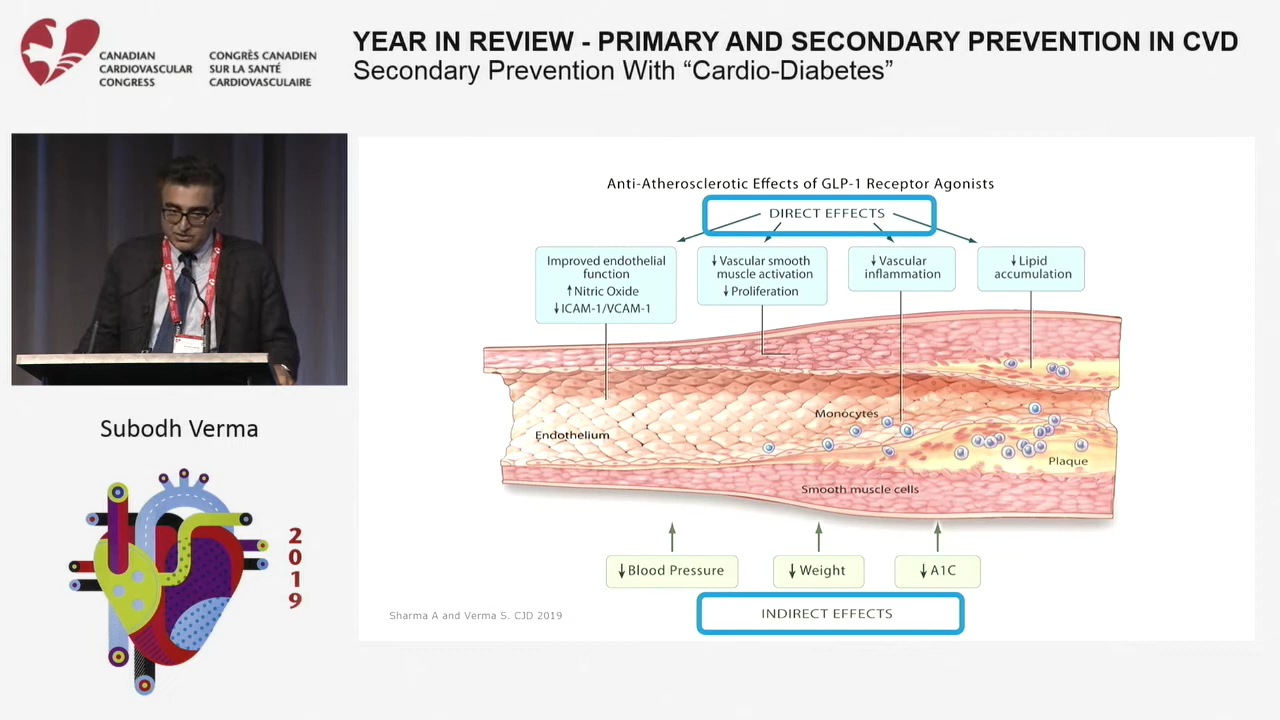 CANADIAN
CARDIOVASCULAR
CONGRESS
CONGRÈS CANADIEN
SUR LA SANTÉ
CARDIOVASCULAIRE
YEAR IN REVIEW - PRIMARY AND SECONDARY PREVENTION IN CVD
Secondary Prevention With “Cardio-Diabetes”
Subodh Verma
2019
Anti-Atherosclerotic Effects of GLP-1 Receptor Agonists
DIRECT EFFECTS
Improved endothelial
function
↑ Nitric Oxide
↓ ICAM-1/VCAM-1
↓ Vascular smooth
muscle activation
↓ Proliferation
↓ Vascular
inflammation
↓ Lipid
accumulation
Monocytes
Endothelium
Plaque
Smooth muscle cells
↓ Blood Pressure
↓ Weight
↓ A1C
INDIRECT EFFECTS
Sharma A and Verma S. CJD 2019